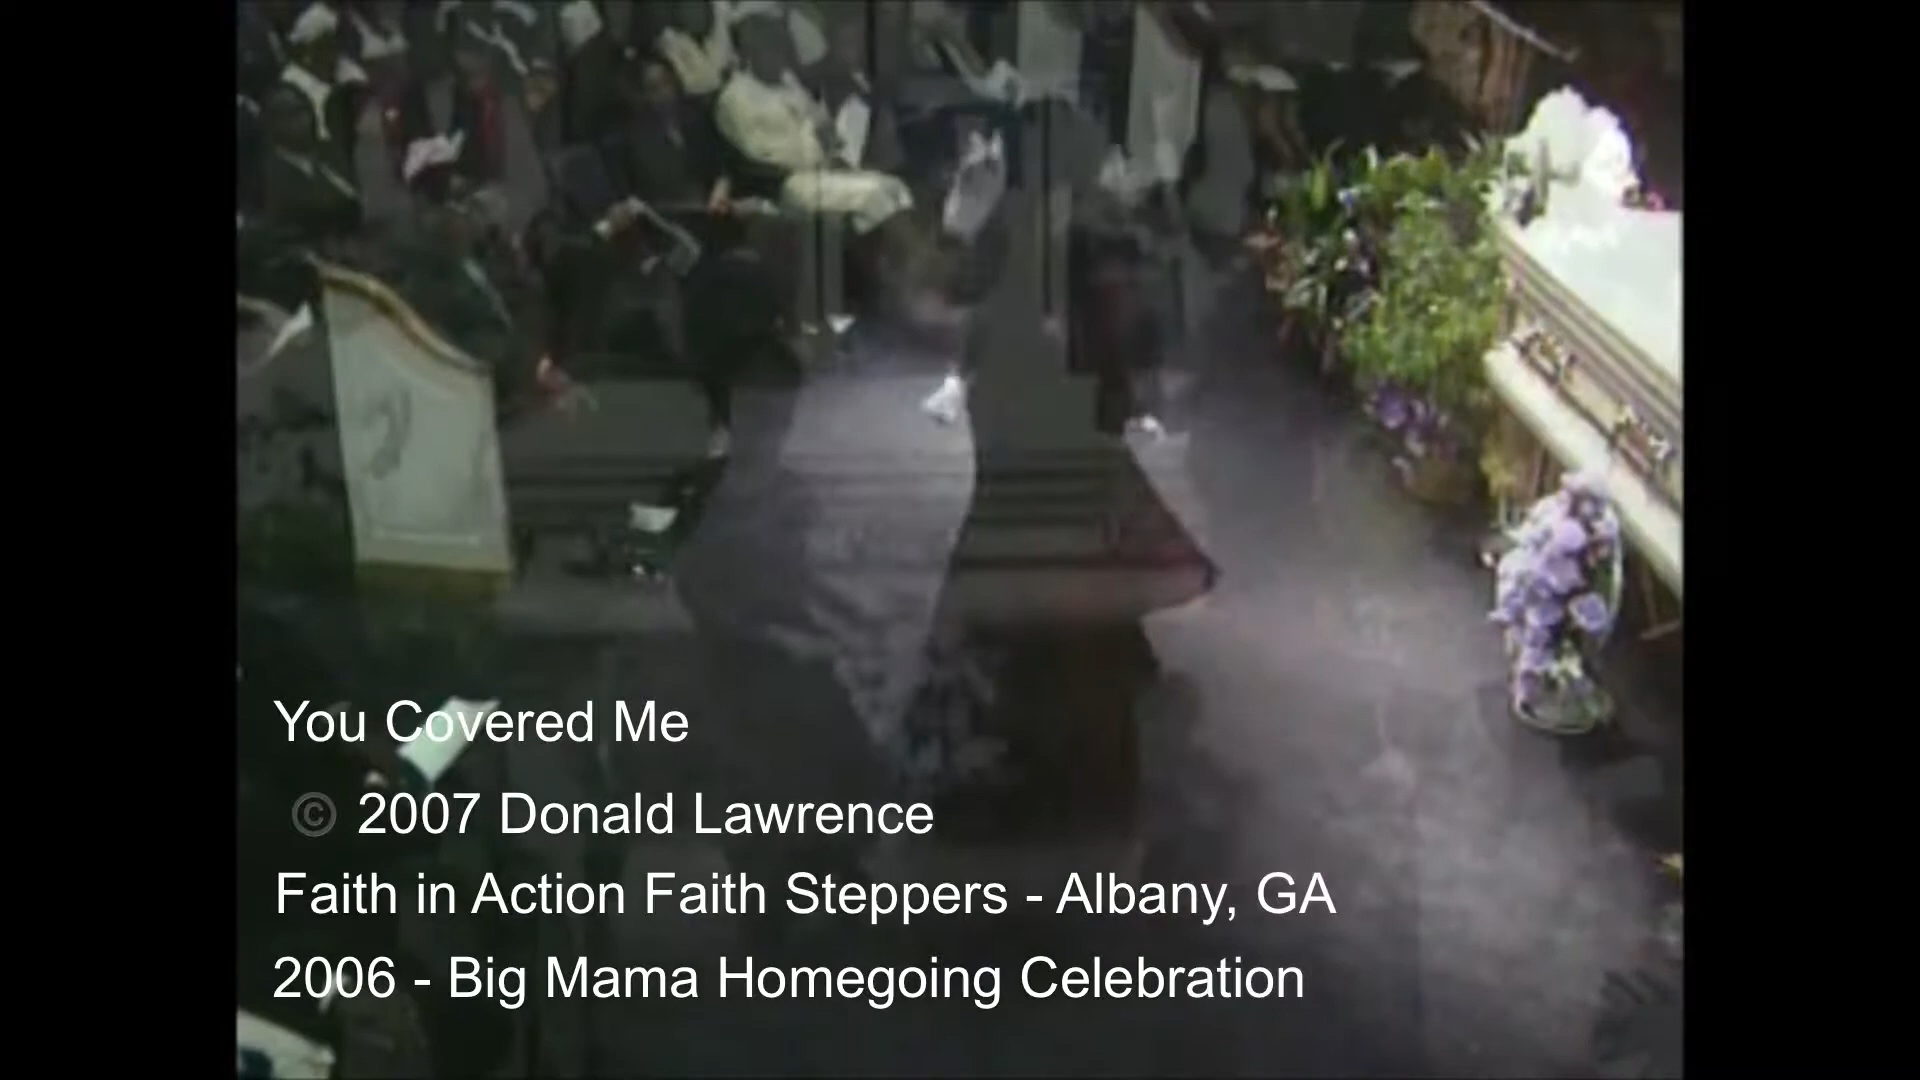 You Covered Me
© 2007 Donald Lawrence
Faith in Action Faith Steppers - Albany, GA
2006 - Big Mama Homegoing Celebration